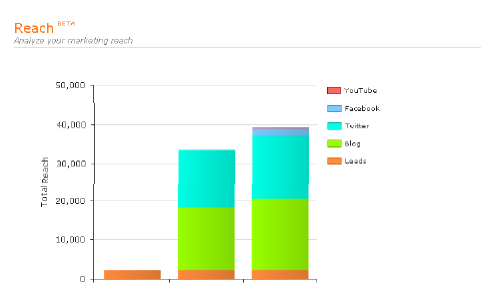 Reach BETA
Analyze your marketing reach
50,000
40,000
30,000
20,000
10,000
0
Total Reach
YouTube
Facebook
Twitter
Blog
Leads